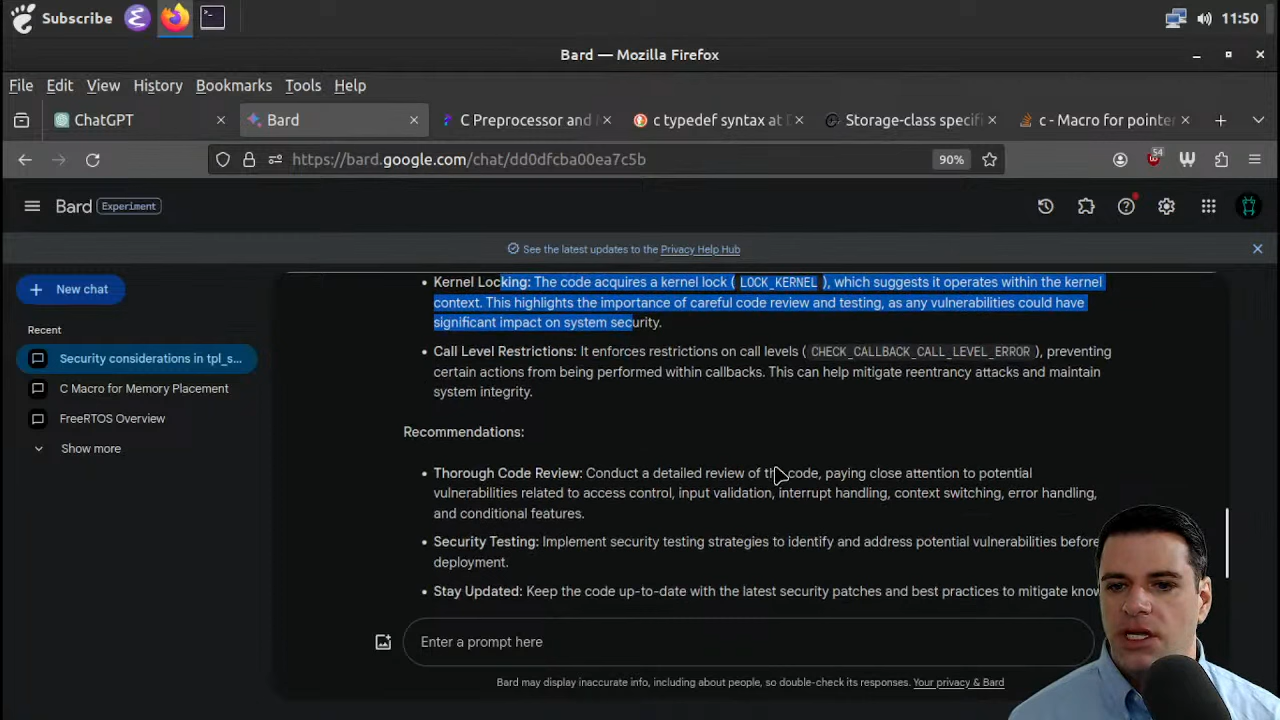 Subscribe
11:50
Bard — Mozilla Firefox
File Edit View History Bookmarks Tools Help
ChatGPT
Bard
C Preprocessor and
c typedef syntax at D
Storage-class specifi
c - Macro for pointer
https://bard.google.com/chat/dd0dfcba00ea7c5b
90%
54
Bard Experiment
See the latest updates to the Privacy Help Hub
New chat
Recent
Security considerations in tpl_s...
C Macro for Memory Placement
FreeRTOS Overview
Show more
• Kernel Locking: The code acquires a kernel lock ( LOCK_KERNEL ), which suggests it operates within the kernel
context. This highlights the importance of careful code review and testing, as any vulnerabilities could have
significant impact on system security.
• Call Level Restrictions: It enforces restrictions on call levels ( CHECK_CALLBACK_CALL_LEVEL_ERROR ), preventing
certain actions from being performed within callbacks. This can help mitigate reentrancy attacks and maintain
system integrity.
Recommendations:
• Thorough Code Review: Conduct a detailed review of the code, paying close attention to potential
vulnerabilities related to access control, input validation, interrupt handling, context switching, error handling,
and conditional features.
• Security Testing: Implement security testing strategies to identify and address potential vulnerabilities before
deployment.
• Stay Updated: Keep the code up-to-date with the latest security patches and best practices to mitigate know
Enter a prompt here
Bard may display inaccurate info, including about people, so double-check its responses. Your privacy & Bard